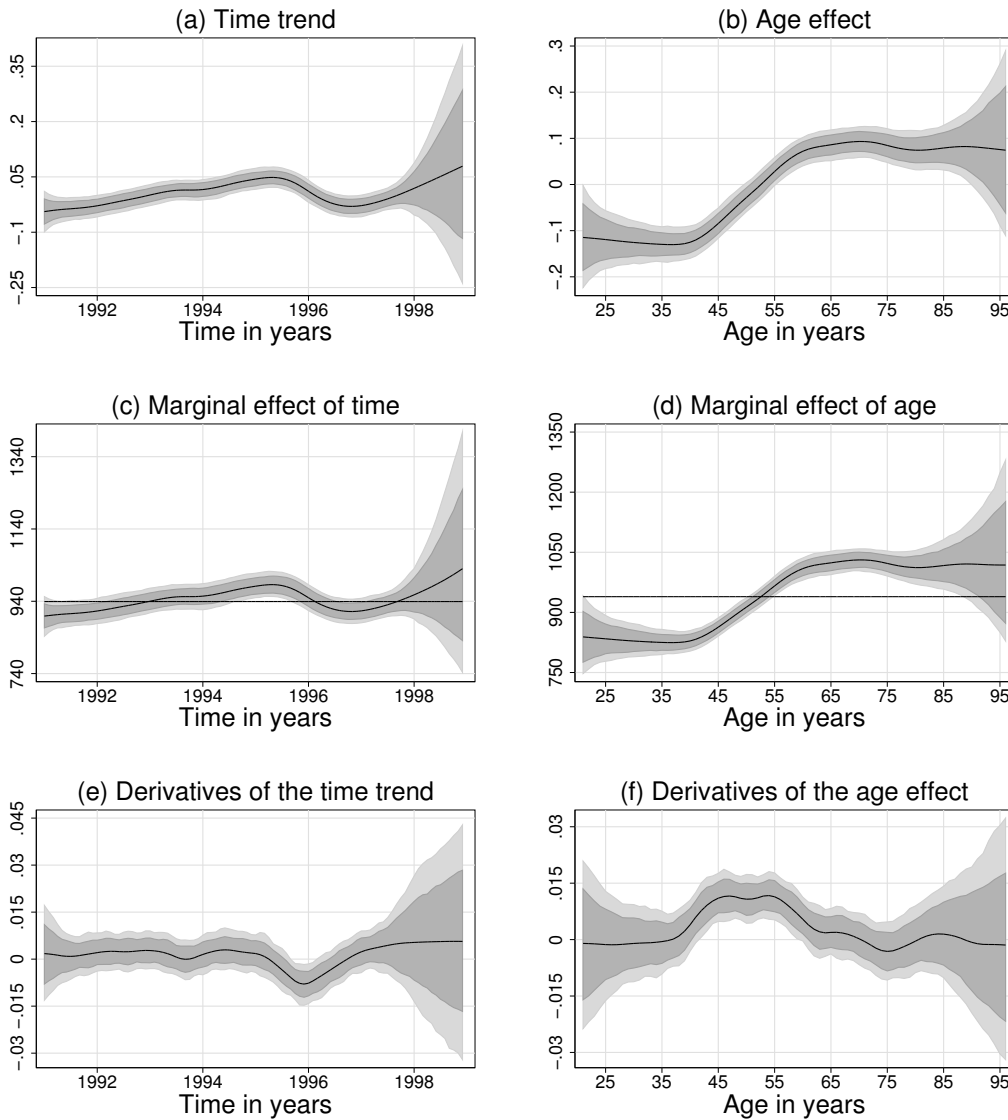 (a) Time trend
.35
.2
.05
−.1
−.25
1992 1994 1996 1998
Time in years
(b) Age effect
.3
.2
.1
0
−.1
−.2
25 35 45 55 65 75 85 95
Age in years
(c) Marginal effect of time
1340
1140
940
740
1992 1994 1996 1998
Time in years
(d) Marginal effect of age
1350
1200
1050
900
750
25 35 45 55 65 75 85 95
Age in years
(e) Derivatives of the time trend
.045
.03
.015
0
−.015
−.03
1992 1994 1996 1998
Time in years
(f) Derivatives of the age effect
.03
.015
0
−.015
−.03
25 35 45 55 65 75 85 95
Age in years